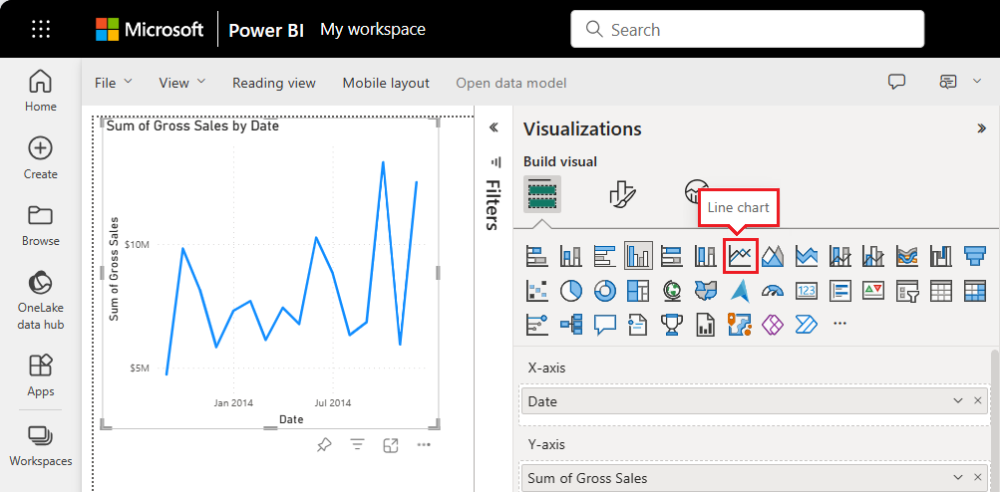 Microsoft Power BI My workspace Search
File View Reading view Mobile layout Open data model
Home
Create
Browse
OneLake
data hub
Apps
Workspaces
Sum of Gross Sales by Date
Sum of Gross Sales
$10M
$5M
Jan 2014 Jul 2014
Date
Filters
Visualizations
Build visual
Line chart
123
X-axis
Date
Y-axis
Sum of Gross Sales